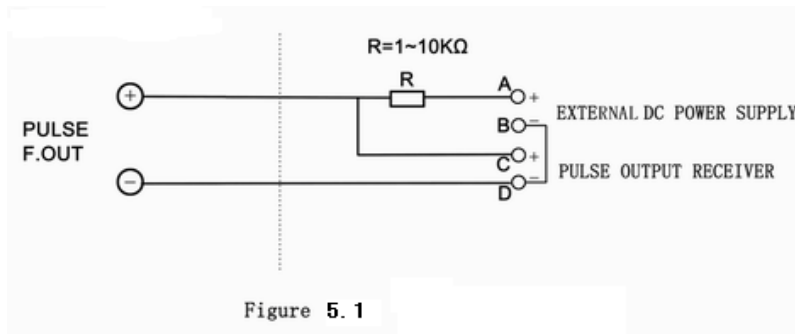 R=1~10KΩ
R
A
+
EXTERNAL DC POWER SUPPLY
B
−
PULSE
F.OUT
+
−
C
+
PULSE OUTPUT RECEIVER
D
−
Figure 5.1